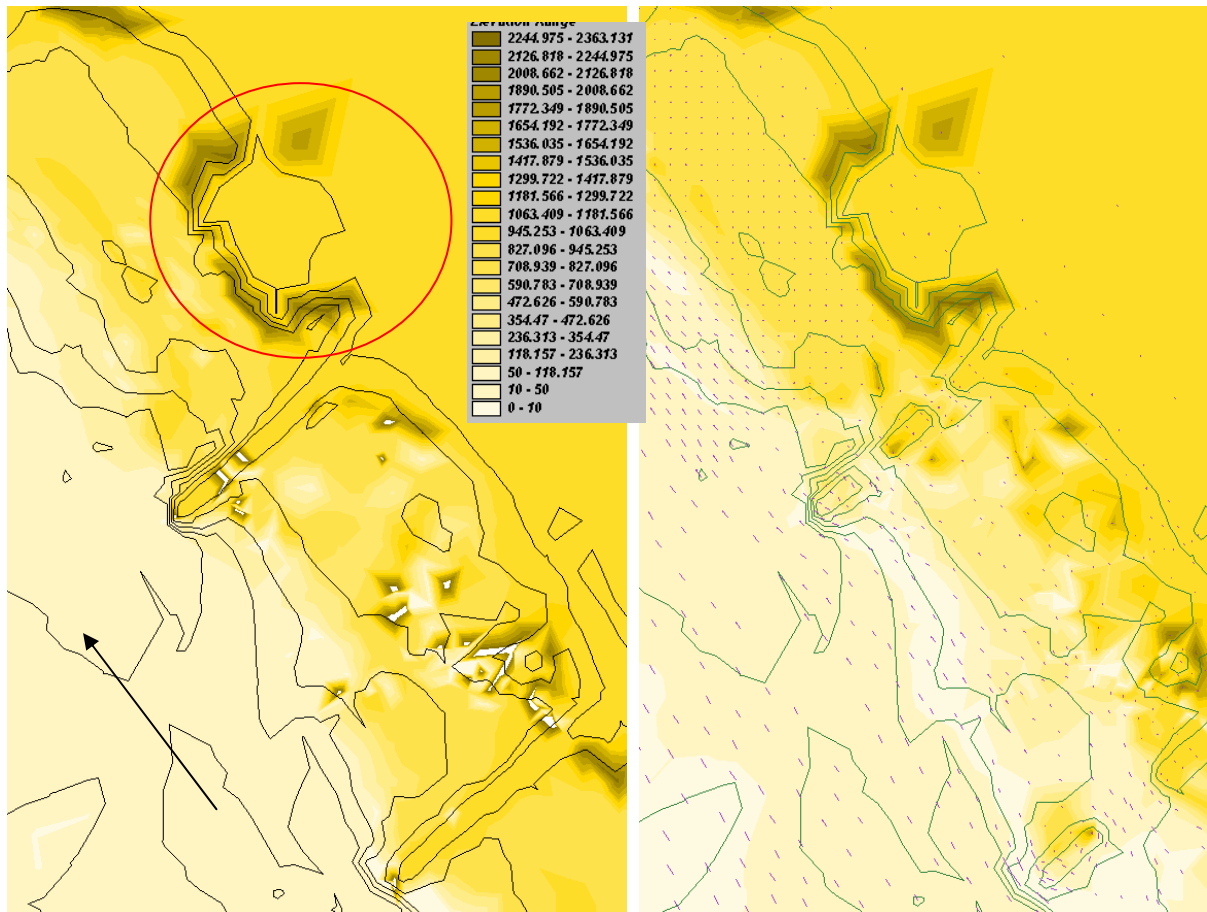 Elevation Range
2244.975 - 2363.131
2126.818 - 2244.975
2008.662 - 2126.818
1890.505 - 2008.662
1772.349 - 1890.505
1654.192 - 1772.349
1536.035 - 1654.192
1417.879 - 1536.035
1299.722 - 1417.879
1181.566 - 1299.722
1063.409 - 1181.566
945.253 - 1063.409
827.096 - 945.253
708.939 - 827.096
590.783 - 708.939
472.626 - 590.783
354.47 - 472.626
236.313 - 354.47
118.157 - 236.313
50 - 118.157
10 - 50
0 - 10